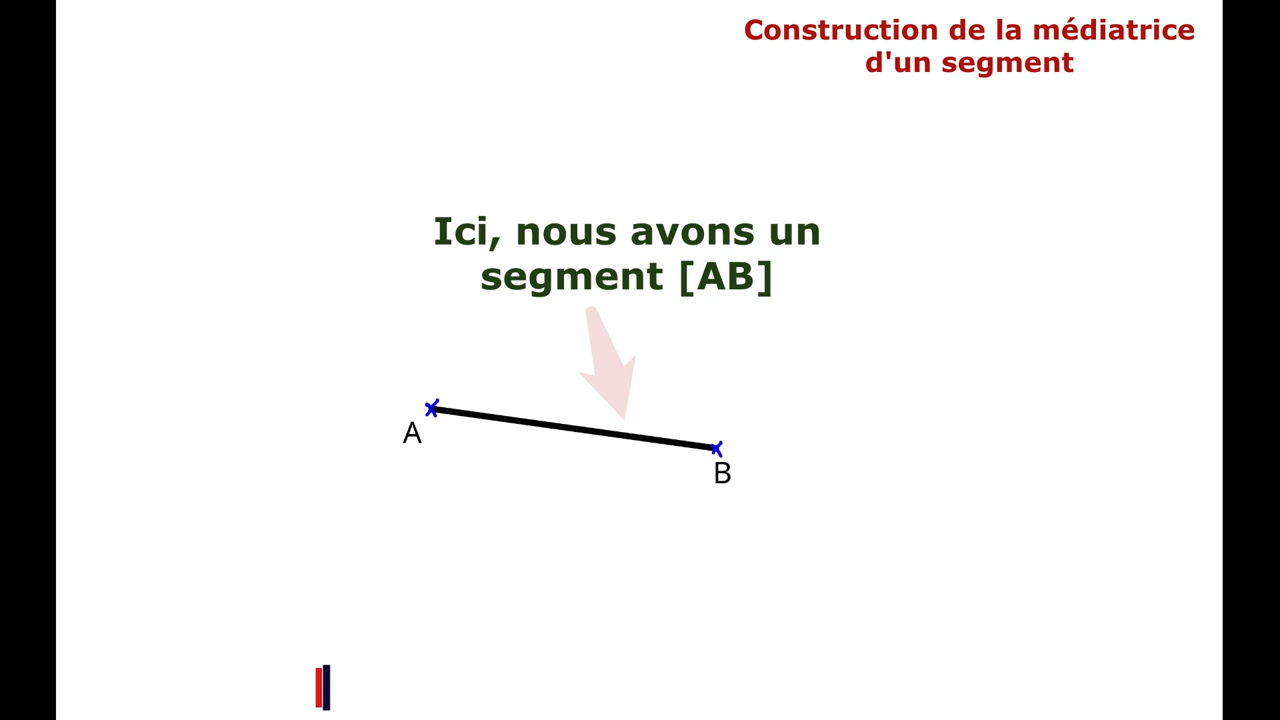 Construction de la médiatrice
d'un segment
Ici, nous avons un
segment [AB]
A
B